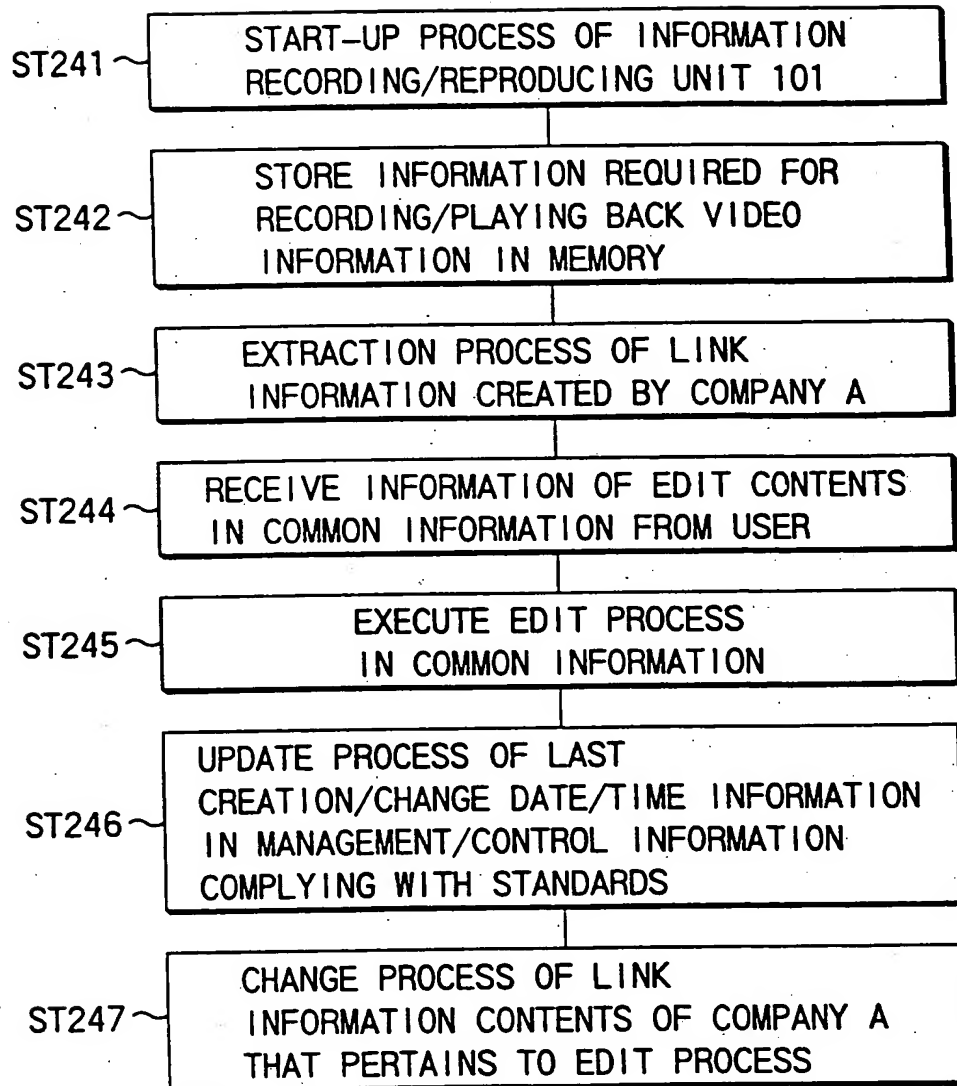 ST241
START-UP PROCESS OF INFORMATION
RECORDING/REPRODUCING UNIT 101
ST242
STORE INFORMATION REQUIRED FOR
RECORDING/PLAYING BACK VIDEO
INFORMATION IN MEMORY
ST243
EXTRACTION PROCESS OF LINK
INFORMATION CREATED BY COMPANY A
ST244
RECEIVE INFORMATION OF EDIT CONTENTS
IN COMMON INFORMATION FROM USER
ST245
EXECUTE EDIT PROCESS
IN COMMON INFORMATION
ST246
UPDATE PROCESS OF LAST
CREATION/CHANGE DATE/TIME INFORMATION
IN MANAGEMENT/CONTROL INFORMATION
COMPLYING WITH STANDARDS
ST247
CHANGE PROCESS OF LINK
INFORMATION CONTENTS OF COMPANY A
THAT PERTAINS TO EDIT PROCESS